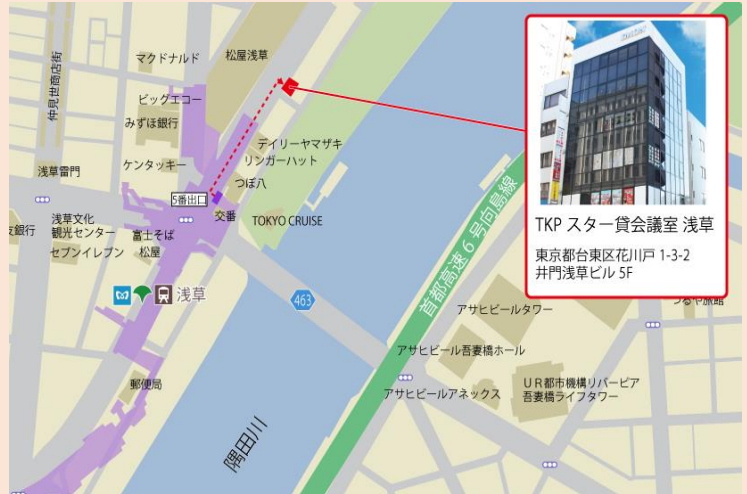 マクドナルド
松屋浅草
仲見世商店街
ビッグエコー
みずほ銀行
デイリーヤマザキ
リンガーハット
ケンタッキー
つぼ八
浅草雷門
5番出口
交番
TOKYO CRUISE
浅草文化
観光センター
友銀行
富士そば
セブンイレブン
松屋
浅草
463
首都高速6号向島線
TKP スター貸会議室 浅草
東京都台東区花川戸 1-3-2
井門浅草ビル 5F
つるや旅館
アサヒビールタワー
アサヒビール吾妻橋ホール
アサヒビールアネックス
UR都市機構リバーピア
吾妻橋ライフタワー
郵便局
隅田川